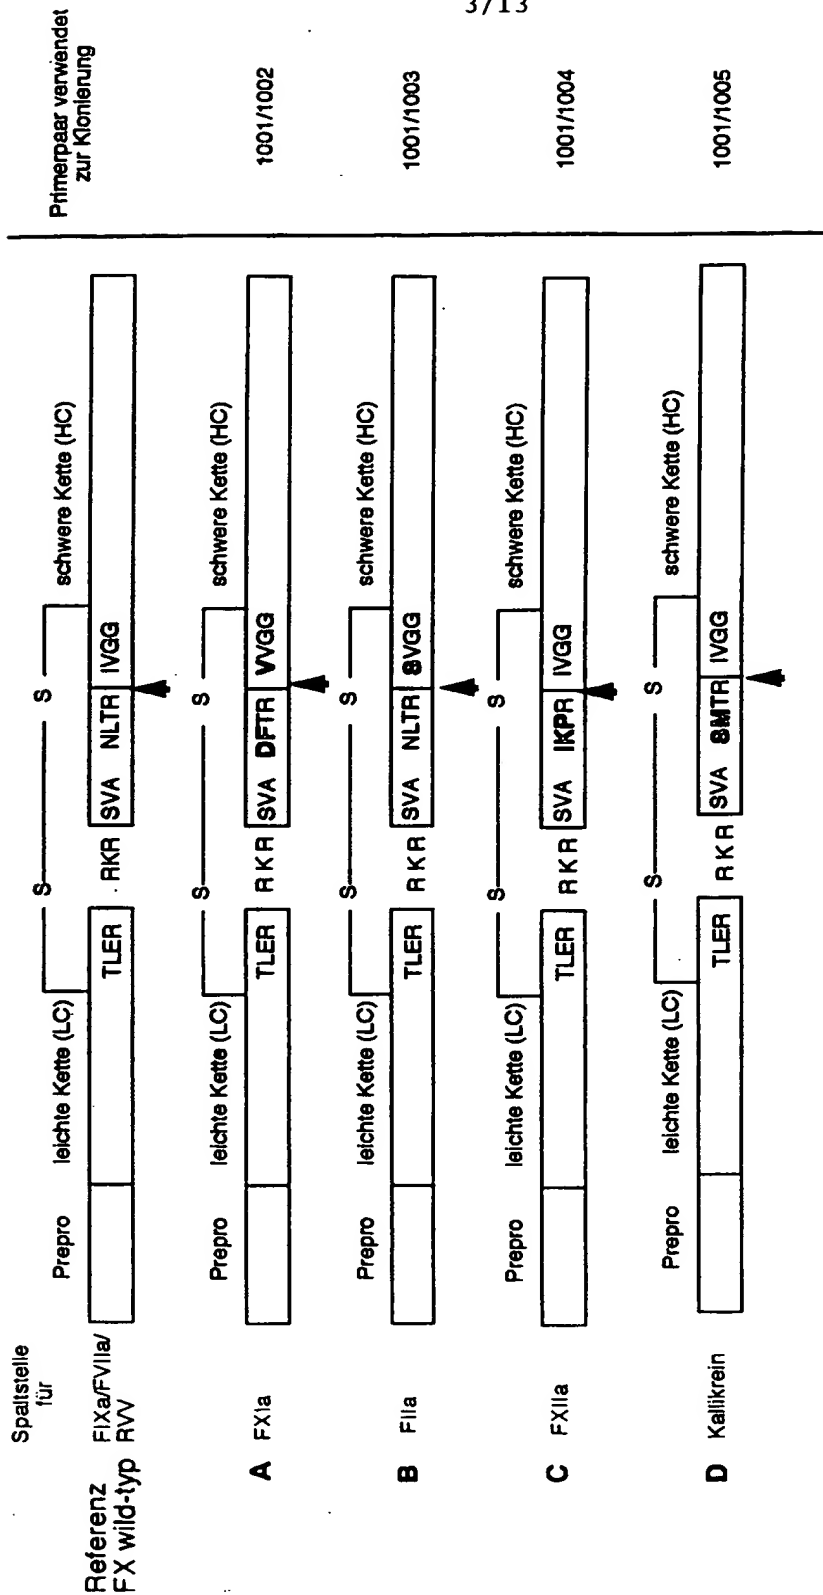 3/13
Spaltstelle für
Primerpaar verwendet zur Klonierung
Referenz FX wild-typ
FIXa/FVIIa/ RVV
Prepro
leichte Kette (LC)
S
S
schwere Kette (HC)
TLER
RKR
SVA NLTR
IVGG
A
FXIa
Prepro
leichte Kette (LC)
S
S
schwere Kette (HC)
TLER
RKR
SVA DFTR
VVGG
1001/1002
B
FIIa
Prepro
leichte Kette (LC)
S
S
schwere Kette (HC)
TLER
RKR
SVA NLTR
SVGG
1001/1003
C
FXIIa
Prepro
leichte Kette (LC)
S
S
schwere Kette (HC)
TLER
RKR
SVA IKPR
IVGG
1001/1004
D
Kallikrein
Prepro
leichte Kette (LC)
S
S
schwere Kette (HC)
TLER
RKR
SVA SMTR
IVGG
1001/1005